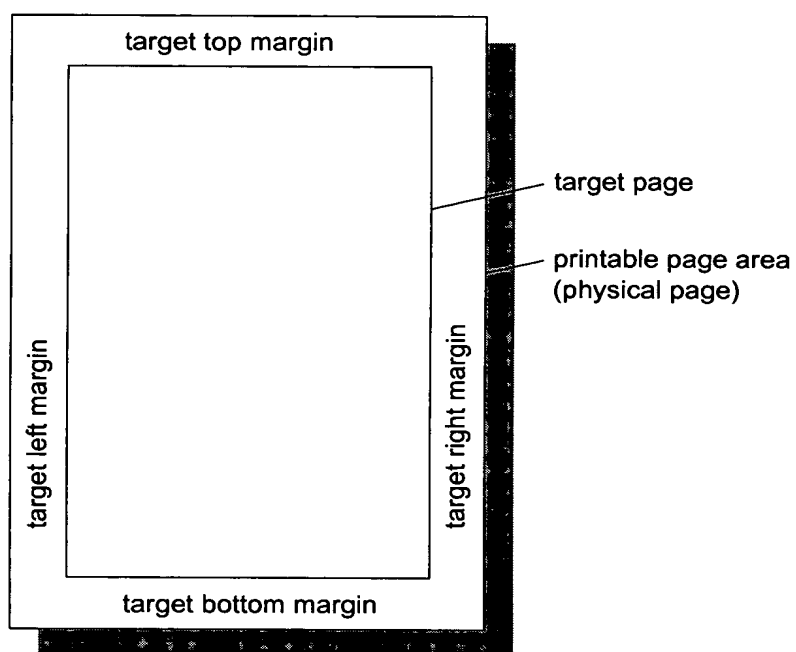 target top margin
target page
printable page area
(physical page)
target left margin
target right margin
target bottom margin